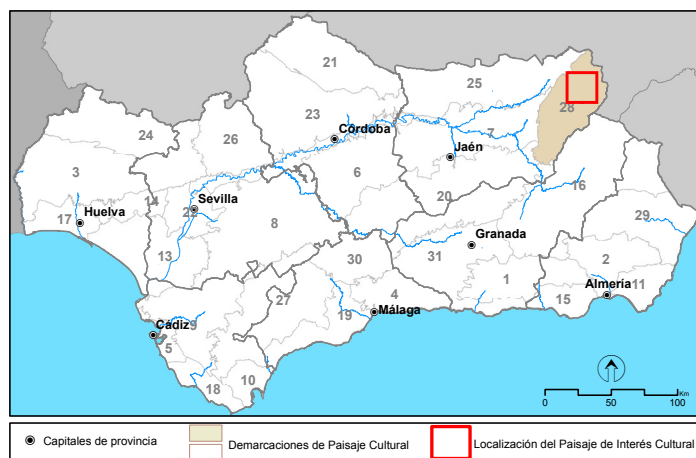 21
25
28
24
26
23
Córdoba
7
Jaén
3
6
16
14
Sevilla
22
20
17
Huelva
8
Granada
29
13
31
30
2
1
27
4
Almería
11
15
Cádiz
9
19
Málaga
5
18
10
0 50 100
Km
Capitales de provincia
Demarcaciones de Paisaje Cultural
Localización del Paisaje de Interés Cultural